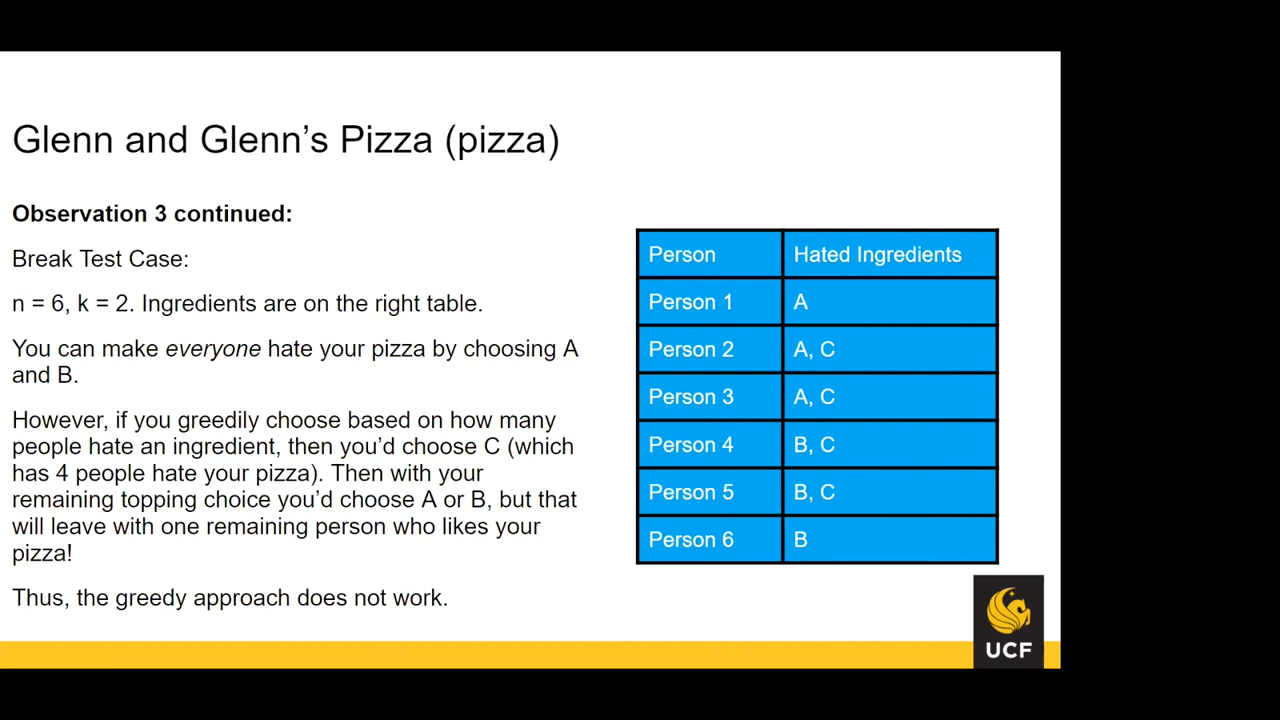 Glenn and Glenn’s Pizza (pizza)
Observation 3 continued:
Break Test Case:
n = 6, k = 2. Ingredients are on the right table.
You can make everyone hate your pizza by choosing A
and B.
However, if you greedily choose based on how many
people hate an ingredient, then you’d choose C (which
has 4 people hate your pizza). Then with your
remaining topping choice you’d choose A or B, but that
will leave with one remaining person who likes your
pizza!
Thus, the greedy approach does not work.
Person Hated Ingredients
Person 1 A
Person 2 A, C
Person 3 A, C
Person 4 B, C
Person 5 B, C
Person 6 B
UCF